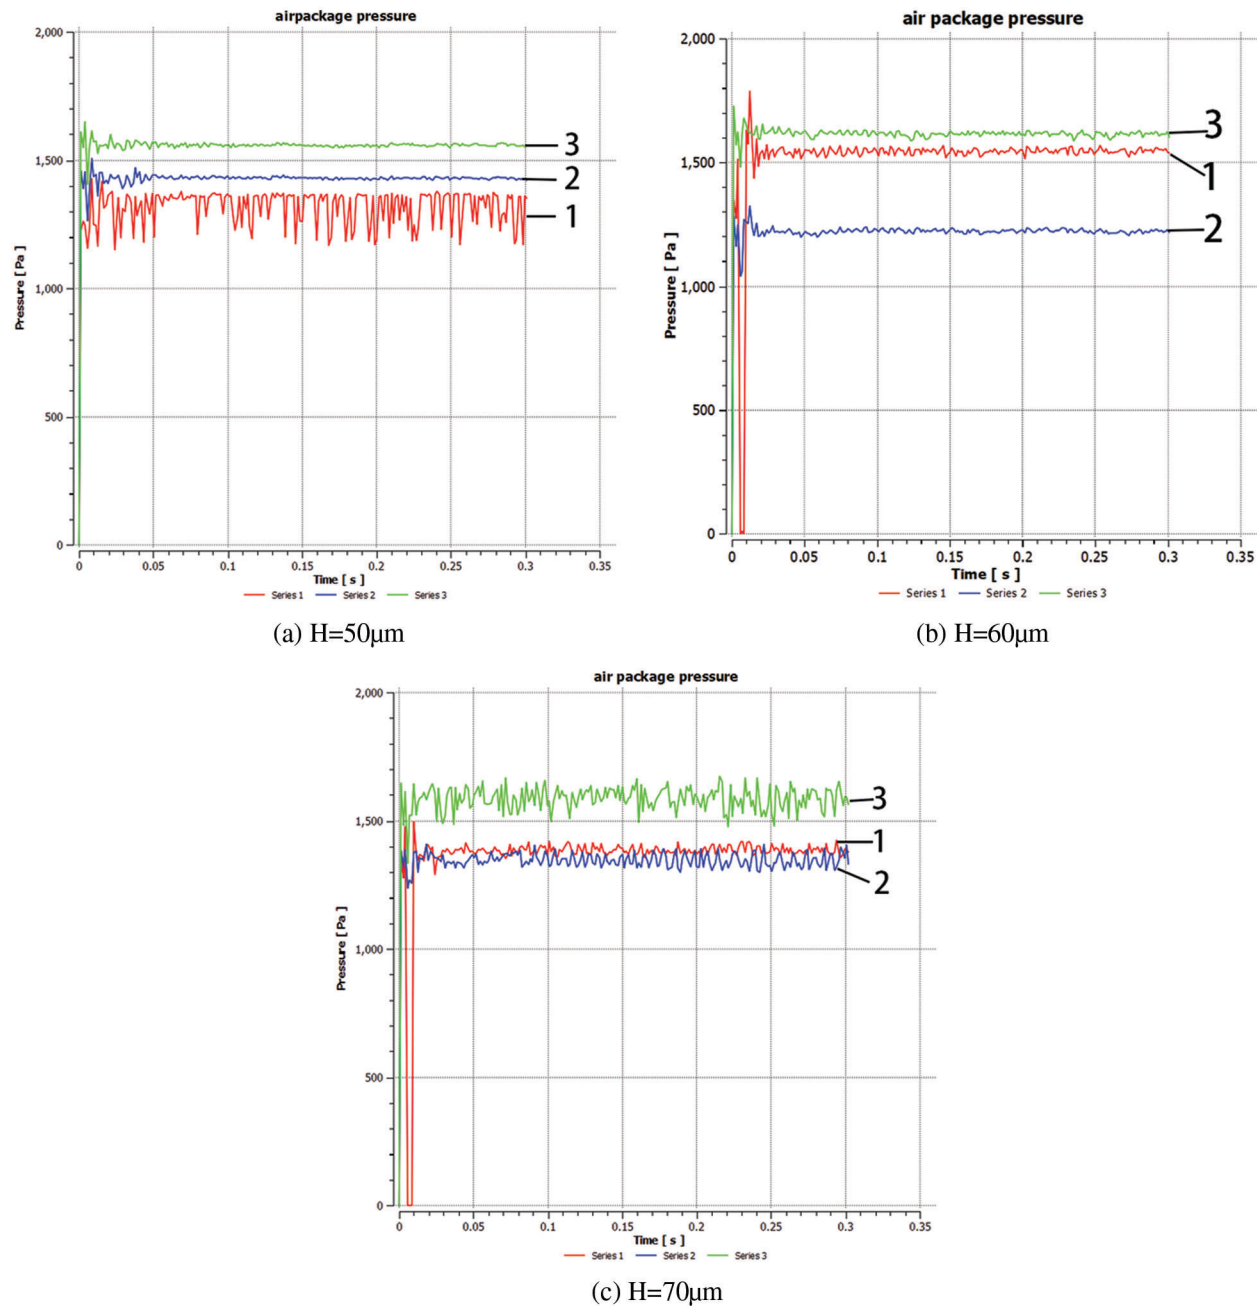 airpackage pressure
2,000
1,500
1,000
500
0
Pressure [ Pa ]
3
2
1
0 0.05 0.1 0.15 0.2 0.25 0.3 0.35
Time [ s ]
Series 1 Series 2 Series 3
(a) H=50μm
air package pressure
2,000
1,500
1,000
500
0
Pressure [ Pa ]
3
1
2
0 0.05 0.1 0.15 0.2 0.25 0.3 0.35
Time [ s ]
Series 1 Series 2 Series 3
(b) H=60μm
air package pressure
2,000
1,500
1,000
500
0
Pressure [ Pa ]
3
1
2
0 0.05 0.1 0.15 0.2 0.25 0.3 0.35
Time [ s ]
Series 1 Series 2 Series 3
(c) H=70μm